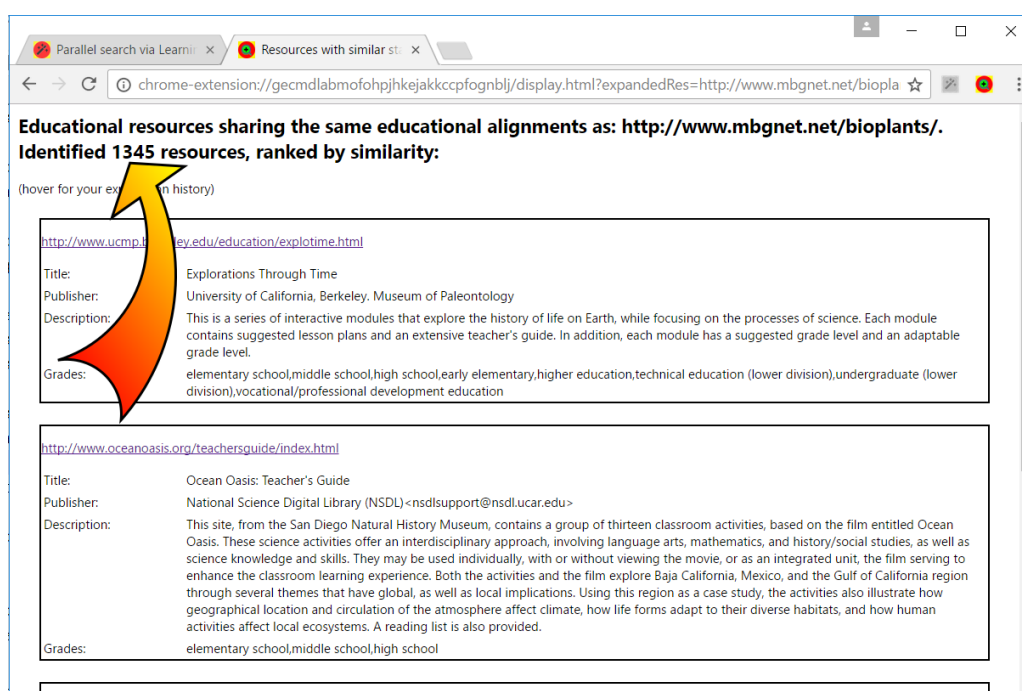 Parallel search via Learnin
Resources with similar sta
chrome-extension://gecmdlabmofohpjhkejakkccpfognblj/display.html?expandedRes=http://www.mbgnet.net/biopla
Educational resources sharing the same educational alignments as: http://www.mbgnet.net/bioplants/.
Identified 1345 resources, ranked by similarity:
(hover for your history)
http://www.ucmp.b ley.edu/education/explotime.html
Title: Explorations Through Time
Publisher: University of California, Berkeley. Museum of Paleontology
Description: This is a series of interactive modules that explore the history of life on Earth, while focusing on the processes of science. Each module
contains suggested lesson plans and an extensive teacher's guide. In addition, each module has a suggested grade level and an adaptable
grade level.
Grades: elementary school,middle school,high school,early elementary,higher education,technical education (lower division),undergraduate (lower
division),vocational/professional development education
http://www.oceanoasis.org/teachersguide/index.html
Title: Ocean Oasis: Teacher's Guide
Publisher: National Science Digital Library (NSDL)<nsdlsupport@nsdl.ucar.edu>
Description: This site, from the San Diego Natural History Museum, contains a group of thirteen classroom activities, based on the film entitled Ocean
Oasis. These science activities offer an interdisciplinary approach, involving language arts, mathematics, and history/social studies, as well as
science knowledge and skills. They may be used individually, with or without viewing the movie, or as an integrated unit, the film serving to
enhance the classroom learning experience. Both the activities and the film explore Baja California, Mexico, and the Gulf of California region
through several themes that have global, as well as local implications. Using this region as a case study, the activities also illustrate how
geographical location and circulation of the atmosphere affect climate, how life forms adapt to their diverse habitats, and how human
activities affect local ecosystems. A reading list is also provided.
Grades: elementary school,middle school,high school